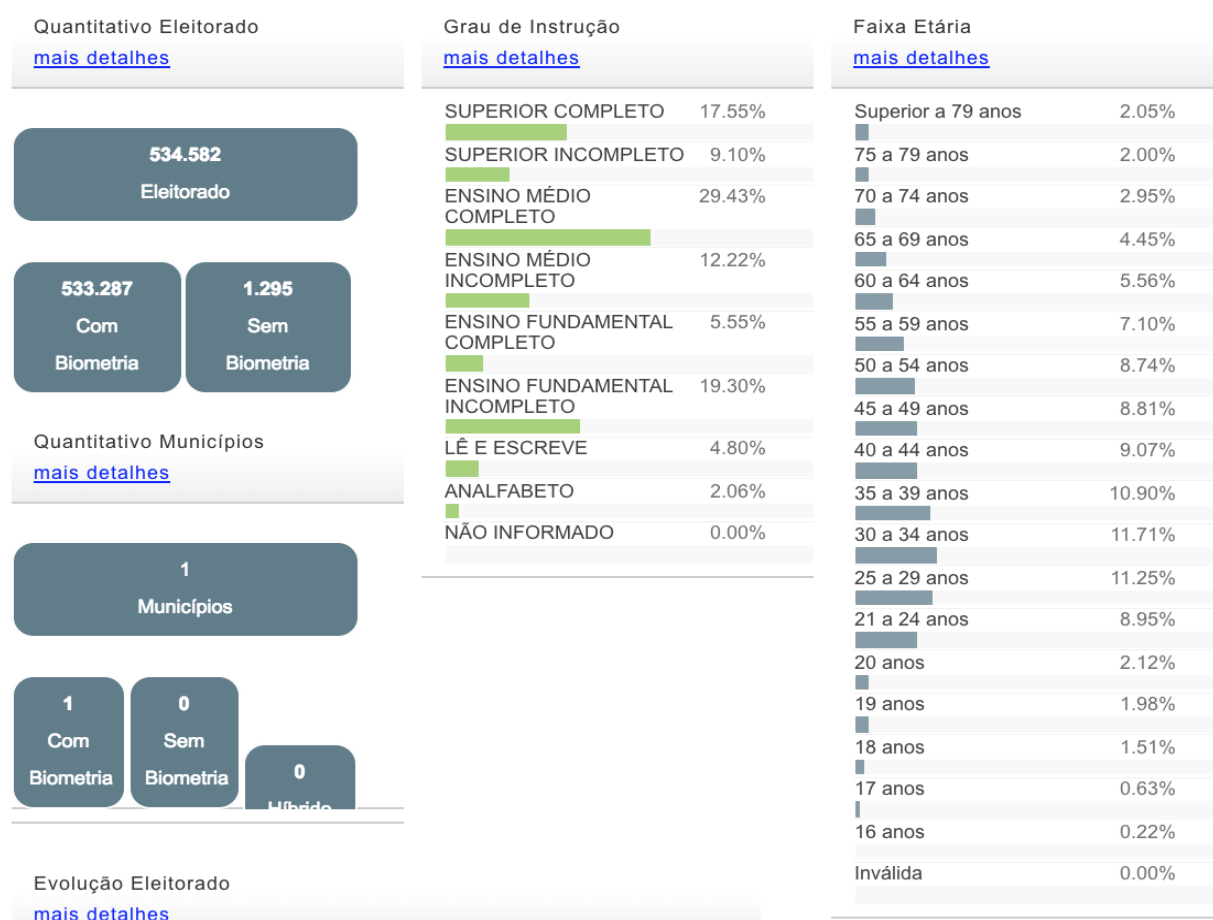 Quantitativo Eleitorado
mais detalhes
534.582
Eleitorado
533.287
Com
Biometria
1.295
Sem
Biometria
Quantitativo Municípios
mais detalhes
1
Municípios
1
Com
Biometria
0
Sem
Biometria
0
Híbrido
Evolução Eleitorado
mais detalhes
Grau de Instrução
mais detalhes
SUPERIOR COMPLETO 17.55%
SUPERIOR INCOMPLETO 9.10%
ENSINO MÉDIO 29.43%
COMPLETO
ENSINO MÉDIO 12.22%
INCOMPLETO
ENSINO FUNDAMENTAL 5.55%
COMPLETO
ENSINO FUNDAMENTAL 19.30%
INCOMPLETO
LÊ E ESCREVE 4.80%
ANALFABETO 2.06%
NÃO INFORMADO 0.00%
Faixa Etária
mais detalhes
Superior a 79 anos 2.05%
75 a 79 anos 2.00%
70 a 74 anos 2.95%
65 a 69 anos 4.45%
60 a 64 anos 5.56%
55 a 59 anos 7.10%
50 a 54 anos 8.74%
45 a 49 anos 8.81%
40 a 44 anos 9.07%
35 a 39 anos 10.90%
30 a 34 anos 11.71%
25 a 29 anos 11.25%
21 a 24 anos 8.95%
20 anos 2.12%
19 anos 1.98%
18 anos 1.51%
17 anos 0.63%
16 anos 0.22%
Inválida 0.00%